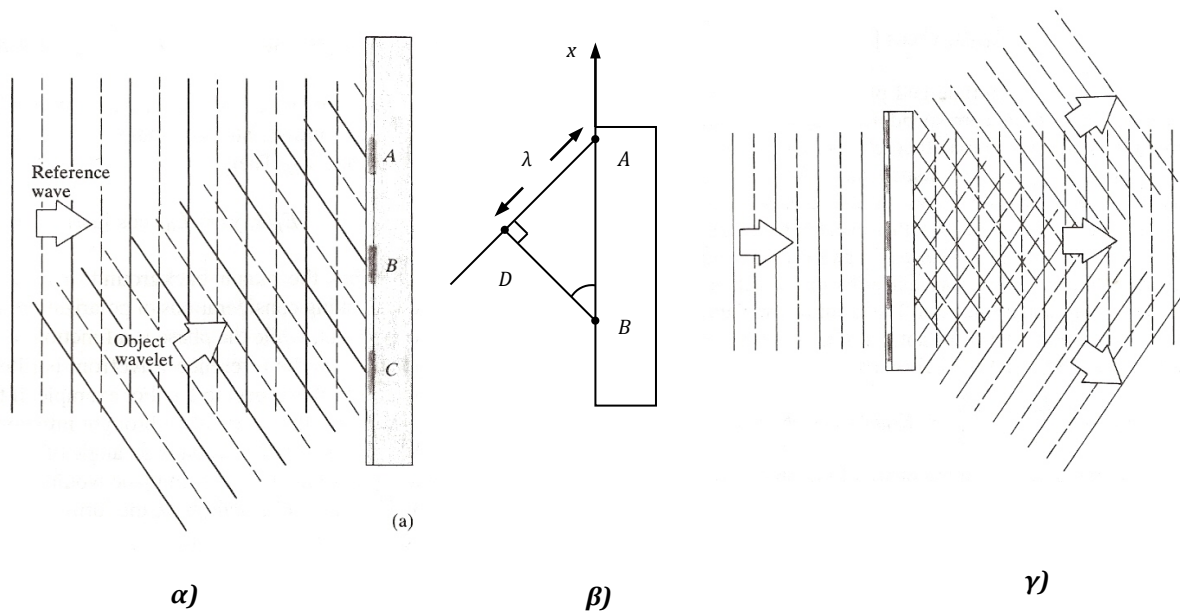 Reference
wave
Object
wavelet
A
B
C
(a)
α)
x
λ
A
D
B
β)
γ)